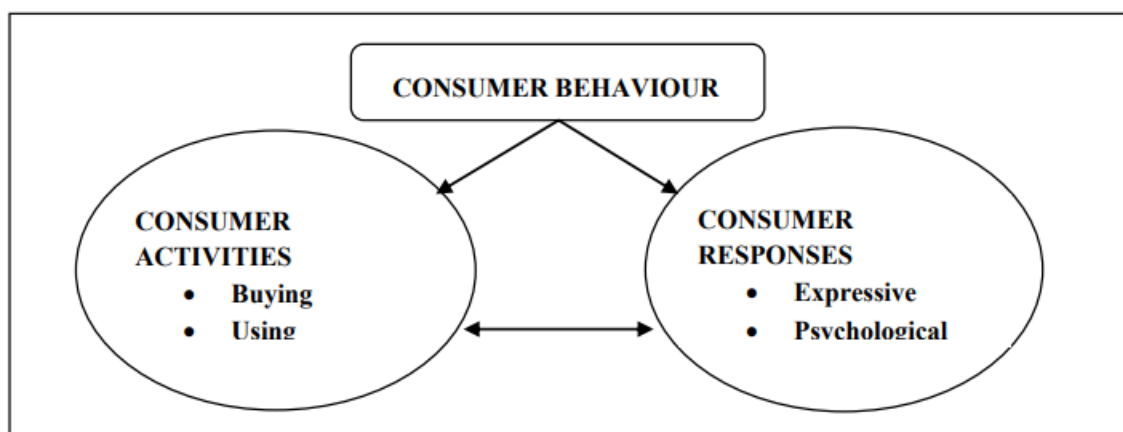 CONSUMER BEHAVIOUR
CONSUMER
ACTIVITIES
• Buying
• Using
CONSUMER
RESPONSES
• Expressive
• Psychological